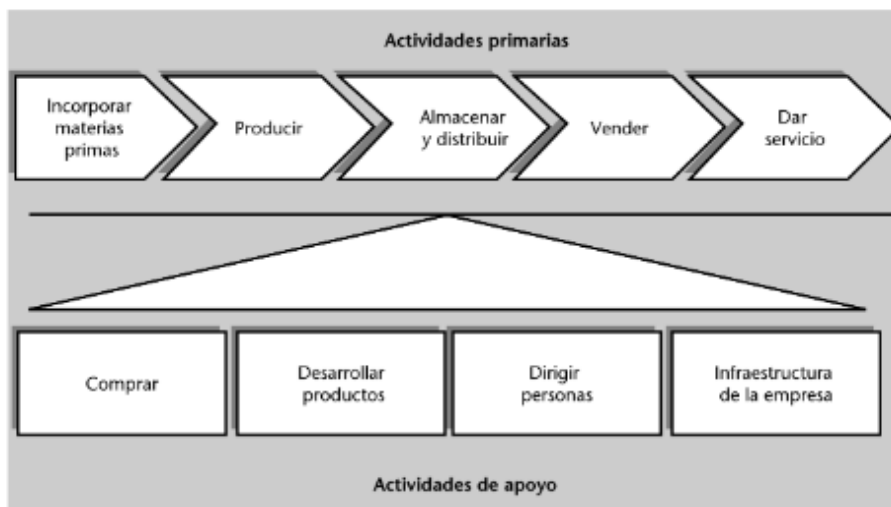 Actividades primarias
Incorporar
materias
primas
Producir
Almacenar
y distribuir
Vender
Dar
servicio
Comprar
Desarrollar
productos
Dirigir
personas
Infraestructura
de la empresa
Actividades de apoyo